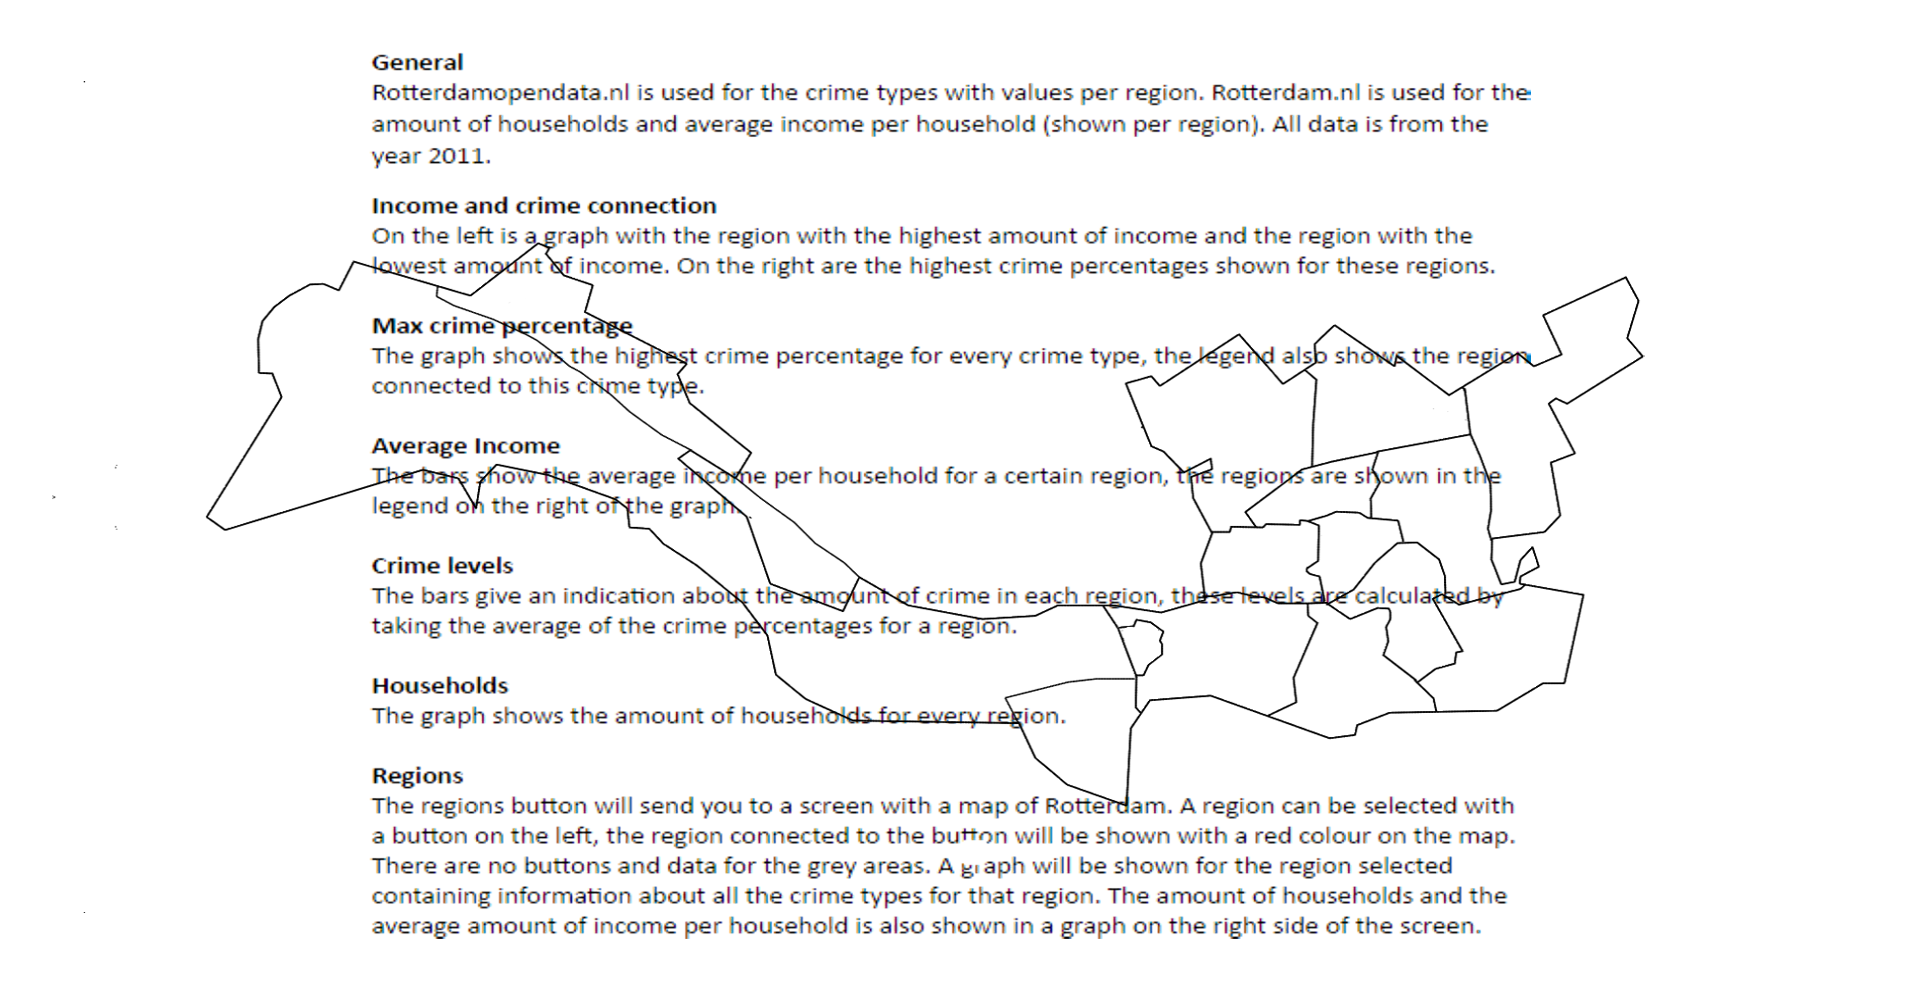 General
Rotterdamopendata.nl is used for the crime types with values per region. Rotterdam.nl is used for the
amount of households and average income per household (shown per region). All data is from the
year 2011.
Income and crime connection
On the left is a graph with the region with the highest amount of income and the region with the
lowest amount of income. On the right are the highest crime percentages shown for these regions.
Max crime percentage
The graph shows the highest crime percentage for every crime type, the legend also shows the region
connected to this crime type.
Average Income
The bars show the average income per household for a certain region, the regions are shown in the
legend on the right of the graph.
Crime levels
The bars give an indication about the amount of crime in each region, these levels are calculated by
taking the average of the crime percentages for a region.
Households
The graph shows the amount of households for every region.
Regions
The regions button will send you to a screen with a map of Rotterdam. A region can be selected with
a button on the left, the region connected to the button will be shown with a red colour on the map.
There are no buttons and data for the grey areas. A graph will be shown for the region selected
containing information about all the crime types for that region. The amount of households and the
average amount of income per household is also shown in a graph on the right side of the screen.